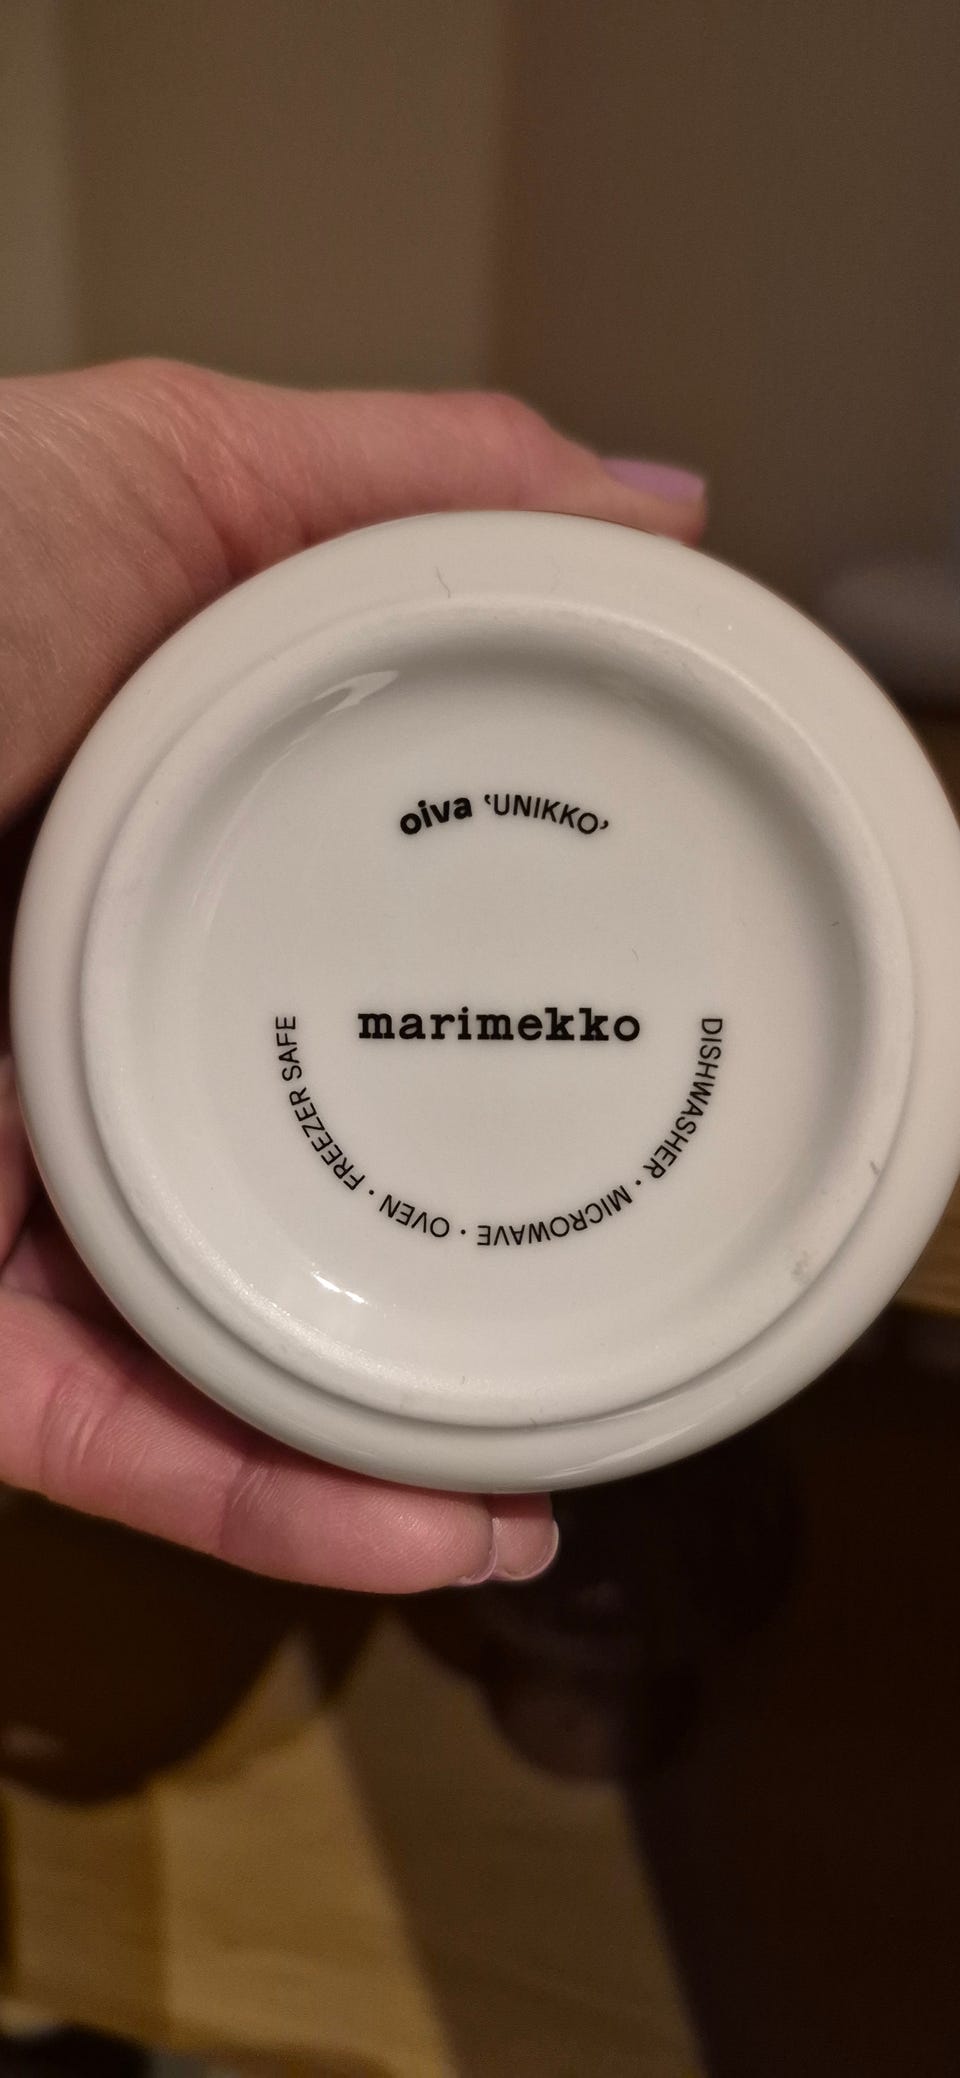 oiva ‘UNIKKO’
marimekko
DISHWASHER · MICROWAVE · OVEN · FREEZER SAFE